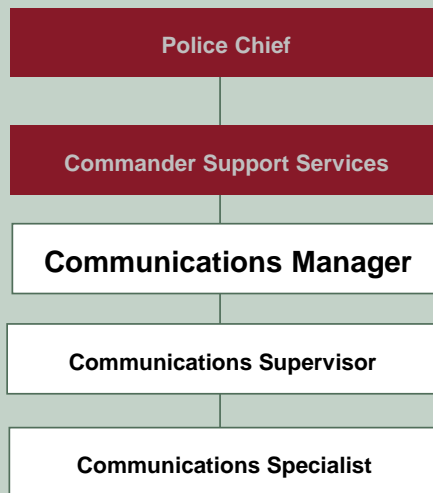 Police Chief
Commander Support Services
Communications Manager
Communications Supervisor
Communications Specialist